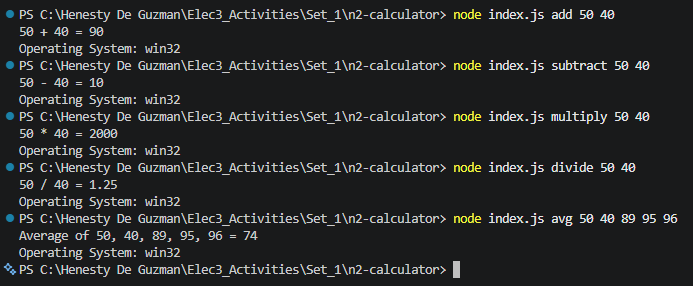 PS C:\Henesty De Guzman\Elec3_Activities\Set_1\n2-calculator> node index.js add 50 40
50 + 40 = 90
Operating System: win32
PS C:\Henesty De Guzman\Elec3_Activities\Set_1\n2-calculator> node index.js subtract 50 40
50 - 40 = 10
Operating System: win32
PS C:\Henesty De Guzman\Elec3_Activities\Set_1\n2-calculator> node index.js multiply 50 40
50 * 40 = 2000
Operating System: win32
PS C:\Henesty De Guzman\Elec3_Activities\Set_1\n2-calculator> node index.js divide 50 40
50 / 40 = 1.25
Operating System: win32
PS C:\Henesty De Guzman\Elec3_Activities\Set_1\n2-calculator> node index.js avg 50 40 89 95 96
Average of 50, 40, 89, 95, 96 = 74
Operating System: win32
PS C:\Henesty De Guzman\Elec3_Activities\Set_1\n2-calculator>